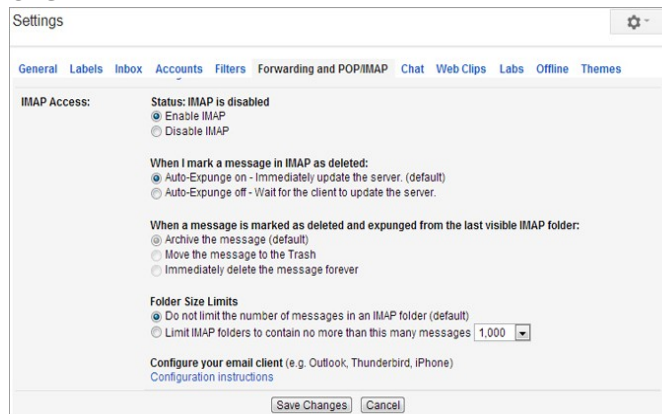 Settings
General Labels Inbox Accounts Filters Forwarding and POP/IMAP Chat Web Clips Labs Offline Themes
IMAP Access:
Status: IMAP is disabled
Enable IMAP
Disable IMAP
When I mark a message in IMAP as deleted:
Auto-Expunge on - Immediately update the server. (default)
Auto-Expunge off - Wait for the client to update the server.
When a message is marked as deleted and expunged from the last visible IMAP folder:
Archive the message (default)
Move the message to the Trash
Immediately delete the message forever
Folder Size Limits
Do not limit the number of messages in an IMAP folder (default)
Limit IMAP folders to contain no more than this many messages 1,000
Configure your email client (e.g. Outlook, Thunderbird, iPhone)
Configuration instructions
Save Changes Cancel